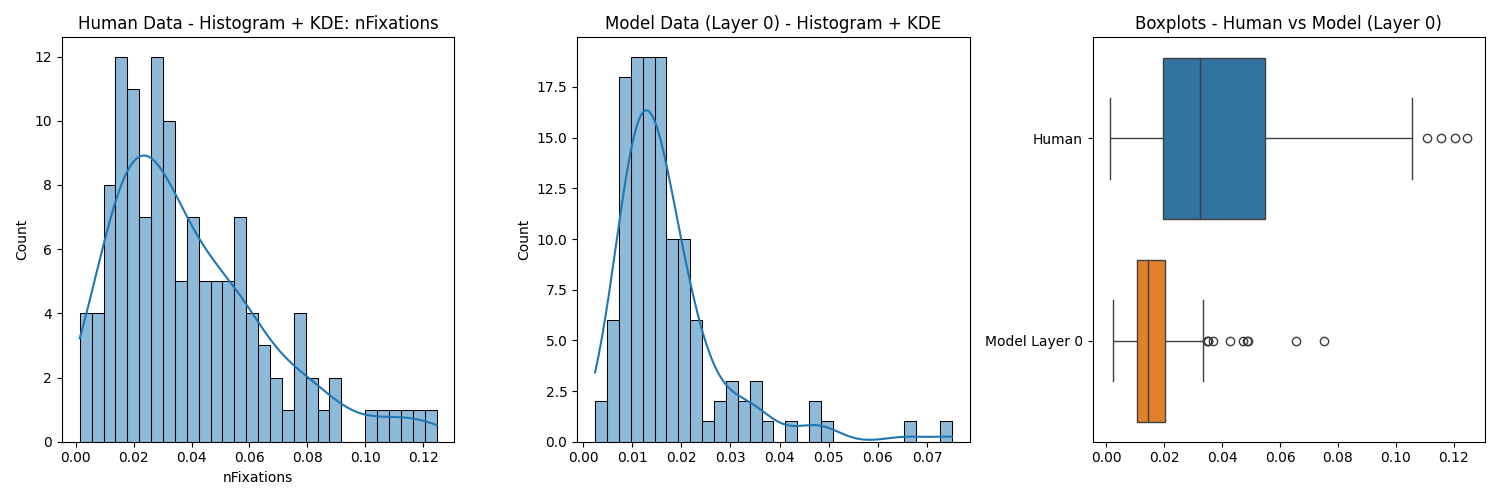 Human Data - Histogram + KDE: nFixations
Count
12
10
8
6
4
2
0
0.00 0.02 0.04 0.06 0.08 0.10 0.12
nFixations
Model Data (Layer 0) - Histogram + KDE
Count
17.5
15.0
12.5
10.0
7.5
5.0
2.5
0.0
0.00 0.01 0.02 0.03 0.04 0.05 0.06 0.07
Boxplots - Human vs Model (Layer 0)
Human
Model Layer 0
0.00 0.02 0.04 0.06 0.08 0.10 0.12